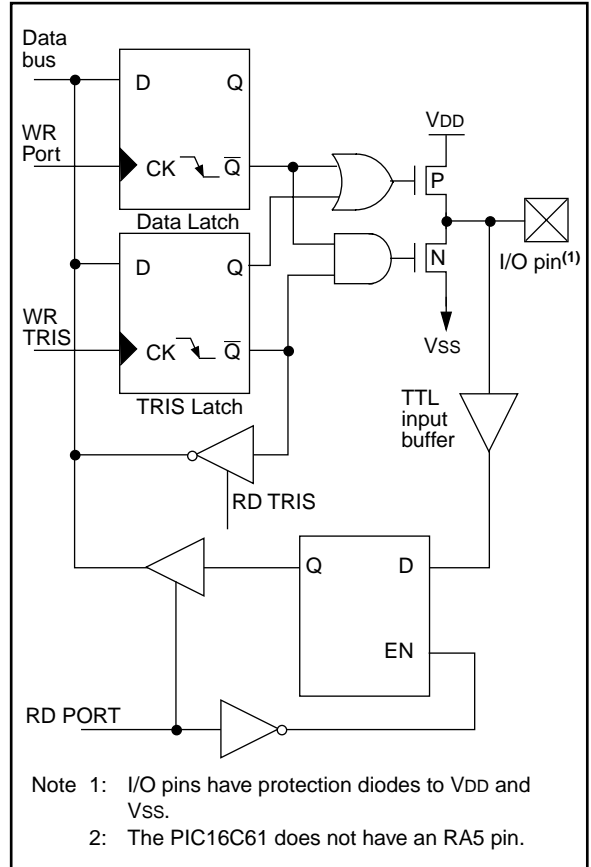 Data
bus
D Q
VDD
WR
Port
CK Q
P
Data Latch
I/O pin(1)
D Q
N
WR
TRIS
CK Q
VSS
TRIS Latch
TTL
input
buffer
RD TRIS
Q D
EN
RD PORT
Note 1: I/O pins have protection diodes to VDD and
VSS.
2: The PIC16C61 does not have an RA5 pin.